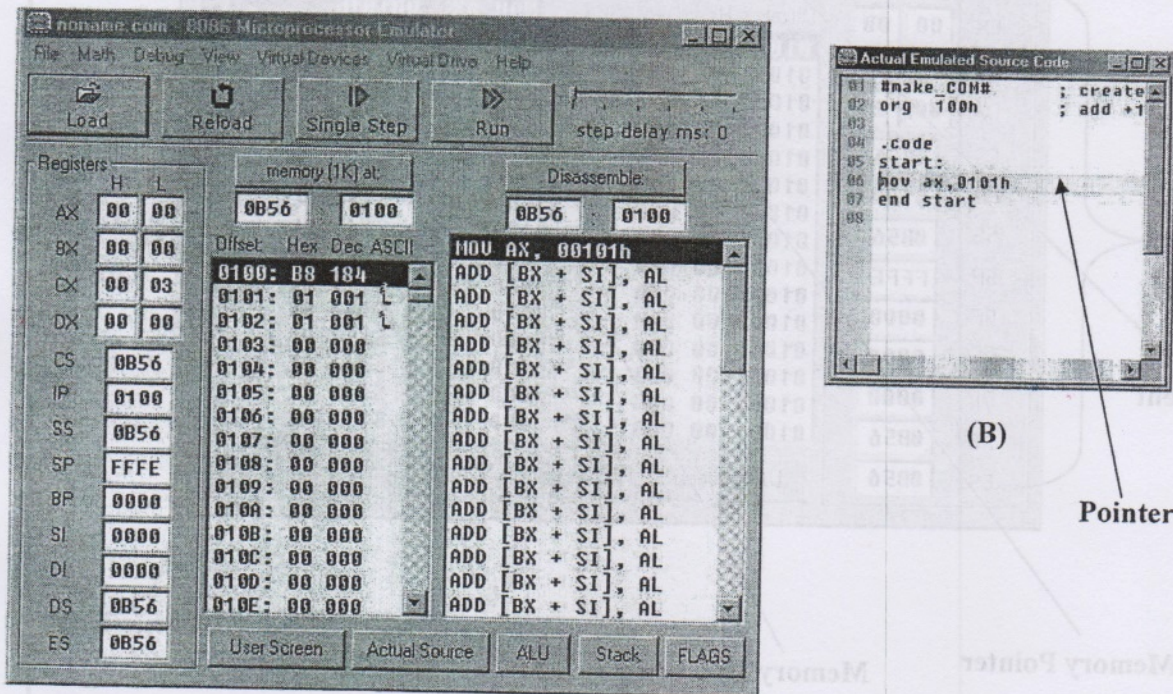 noname.com - 8086 Microprocessor Emulator
File Math Debug View Virtual Devices Virtual Drive Help
Load Reload Single Step Run step delay ms: 0
Registers
H L
AX 00 00
BX 00 00
CX 00 03
DX 00 00
CS 0B56
IP 0100
SS 0B56
SP FFFE
BP 0000
SI 0000
DI 0000
DS 0B56
ES 0B56
memory (1K) at:
0B56 : 0100
Offset Hex Dec ASCII
0100: B8 184
0101: 01 001
0102: 01 001
0103: 00 000
0104: 00 000
0105: 00 000
0106: 00 000
0107: 00 000
0108: 00 000
0109: 00 000
010A: 00 000
010B: 00 000
010C: 00 000
010D: 00 000
010E: 00 000
Disassemble:
0B56 : 0100
MOV AX, 00101h
ADD [BX + SI], AL
ADD [BX + SI], AL
ADD [BX + SI], AL
ADD [BX + SI], AL
ADD [BX + SI], AL
ADD [BX + SI], AL
ADD [BX + SI], AL
ADD [BX + SI], AL
ADD [BX + SI], AL
ADD [BX + SI], AL
ADD [BX + SI], AL
ADD [BX + SI], AL
ADD [BX + SI], AL
ADD [BX + SI], AL
User Screen Actual Source ALU Stack FLAGS
Actual Emulated Source Code
01 #make_COM# ; create
02 org 100h ; add +1
03
04 .code
05 start:
06 mov ax,0101h
07 end start
08
(B)
Pointer